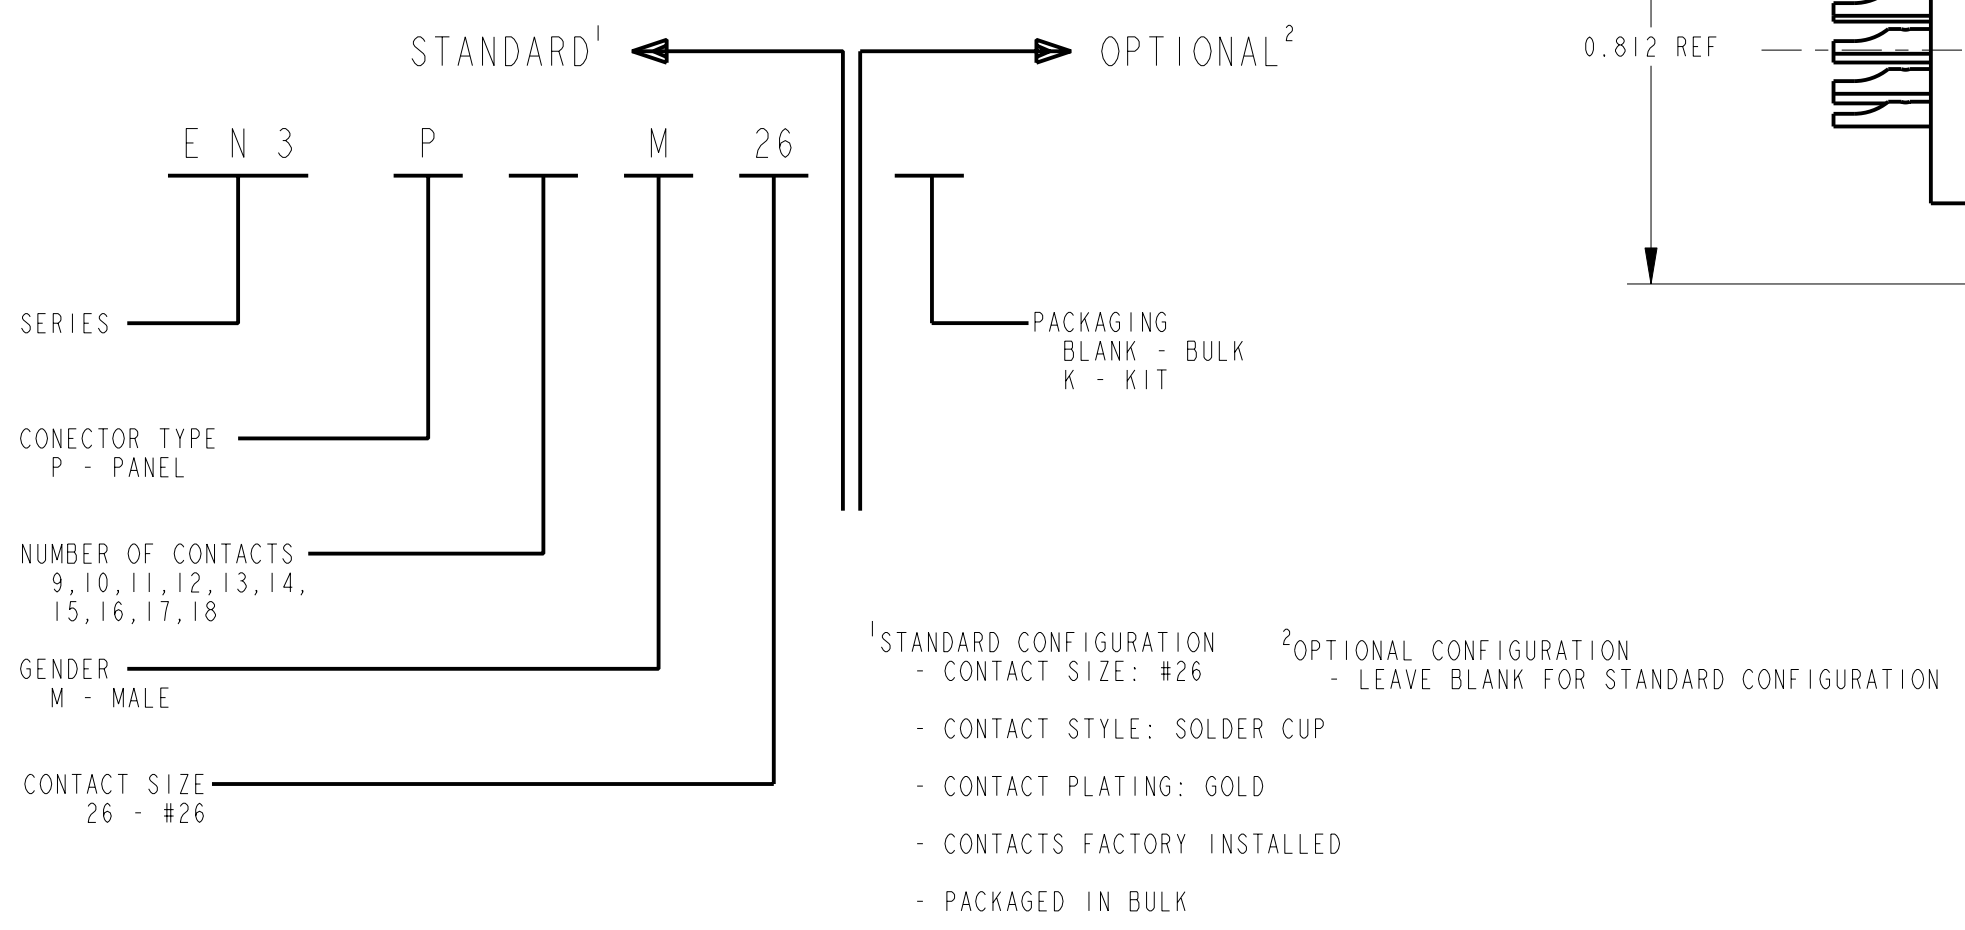 STANDARD¹ OPTIONAL²
0.812 REF
E N 3 P M 26
SERIES
PACKAGING
BLANK - BULK
K - KIT
CONECTOR TYPE
P - PANEL
NUMBER OF CONTACTS
9,10,11,12,13,14,
15,16,17,18
GENDER
M - MALE
CONTACT SIZE
26 - #26
¹STANDARD CONFIGURATION
- CONTACT SIZE: #26
- CONTACT STYLE: SOLDER CUP
- CONTACT PLATING: GOLD
- CONTACTS FACTORY INSTALLED
- PACKAGED IN BULK
²OPTIONAL CONFIGURATION
- LEAVE BLANK FOR STANDARD CONFIGURATION